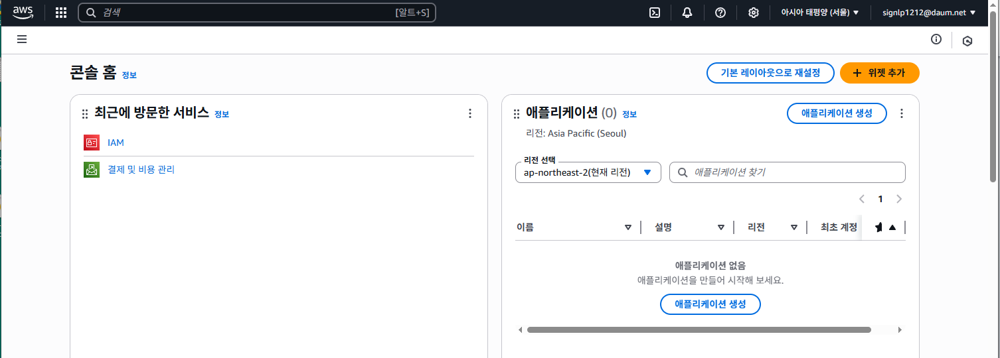 aws
검색 [알트+S] 아시아 태평양 (서울) signlp1212@daum.net
콘솔 홈 정보 기본 레이아웃으로 재설정 + 위젯 추가
최근에 방문한 서비스 정보
IAM
결제 및 비용 관리
애플리케이션 (0) 정보 애플리케이션 생성
리전: Asia Pacific (Seoul)
리전 선택
ap-northeast-2(현재 리전) 애플리케이션 찾기
1
이름 설명 리전 최초 계정
애플리케이션 없음
애플리케이션을 만들어 시작해 보세요.
애플리케이션 생성